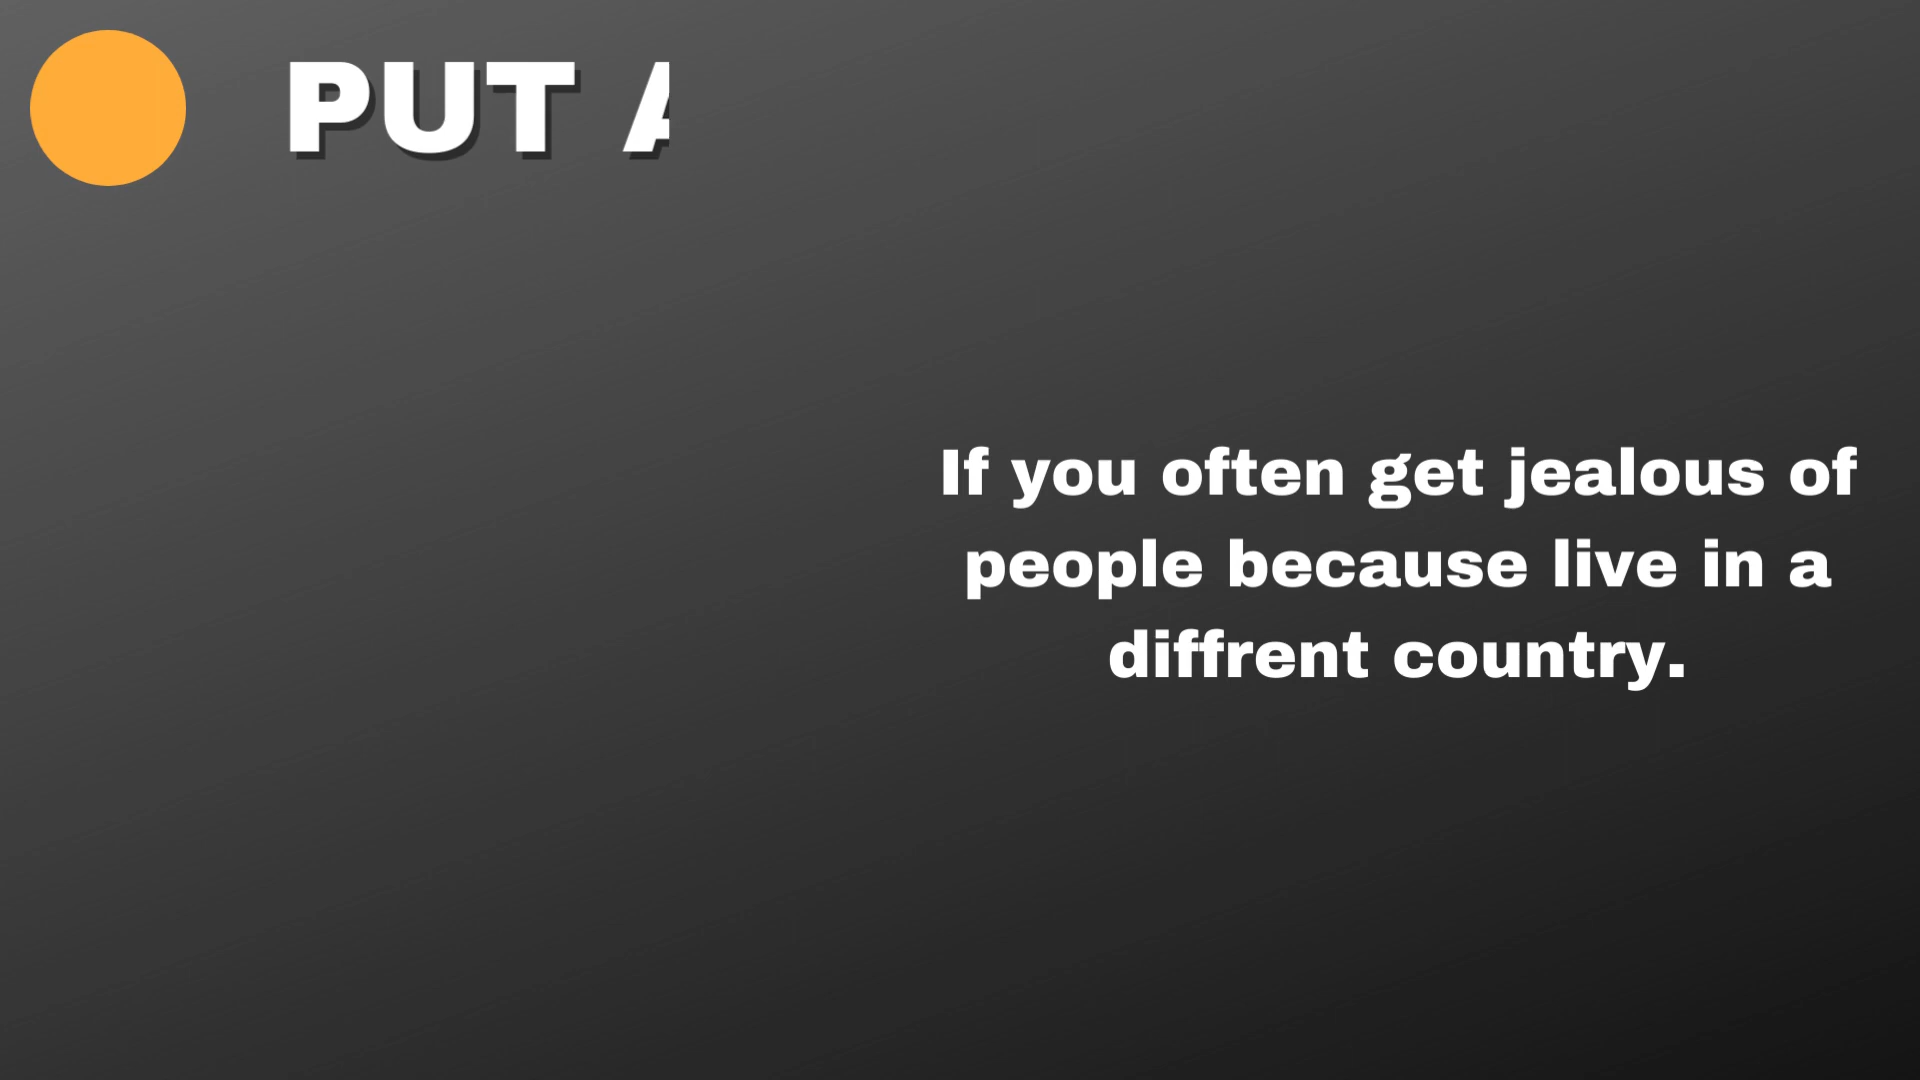 PUT
If you often get jealous of
people because live in a
diffrent country.